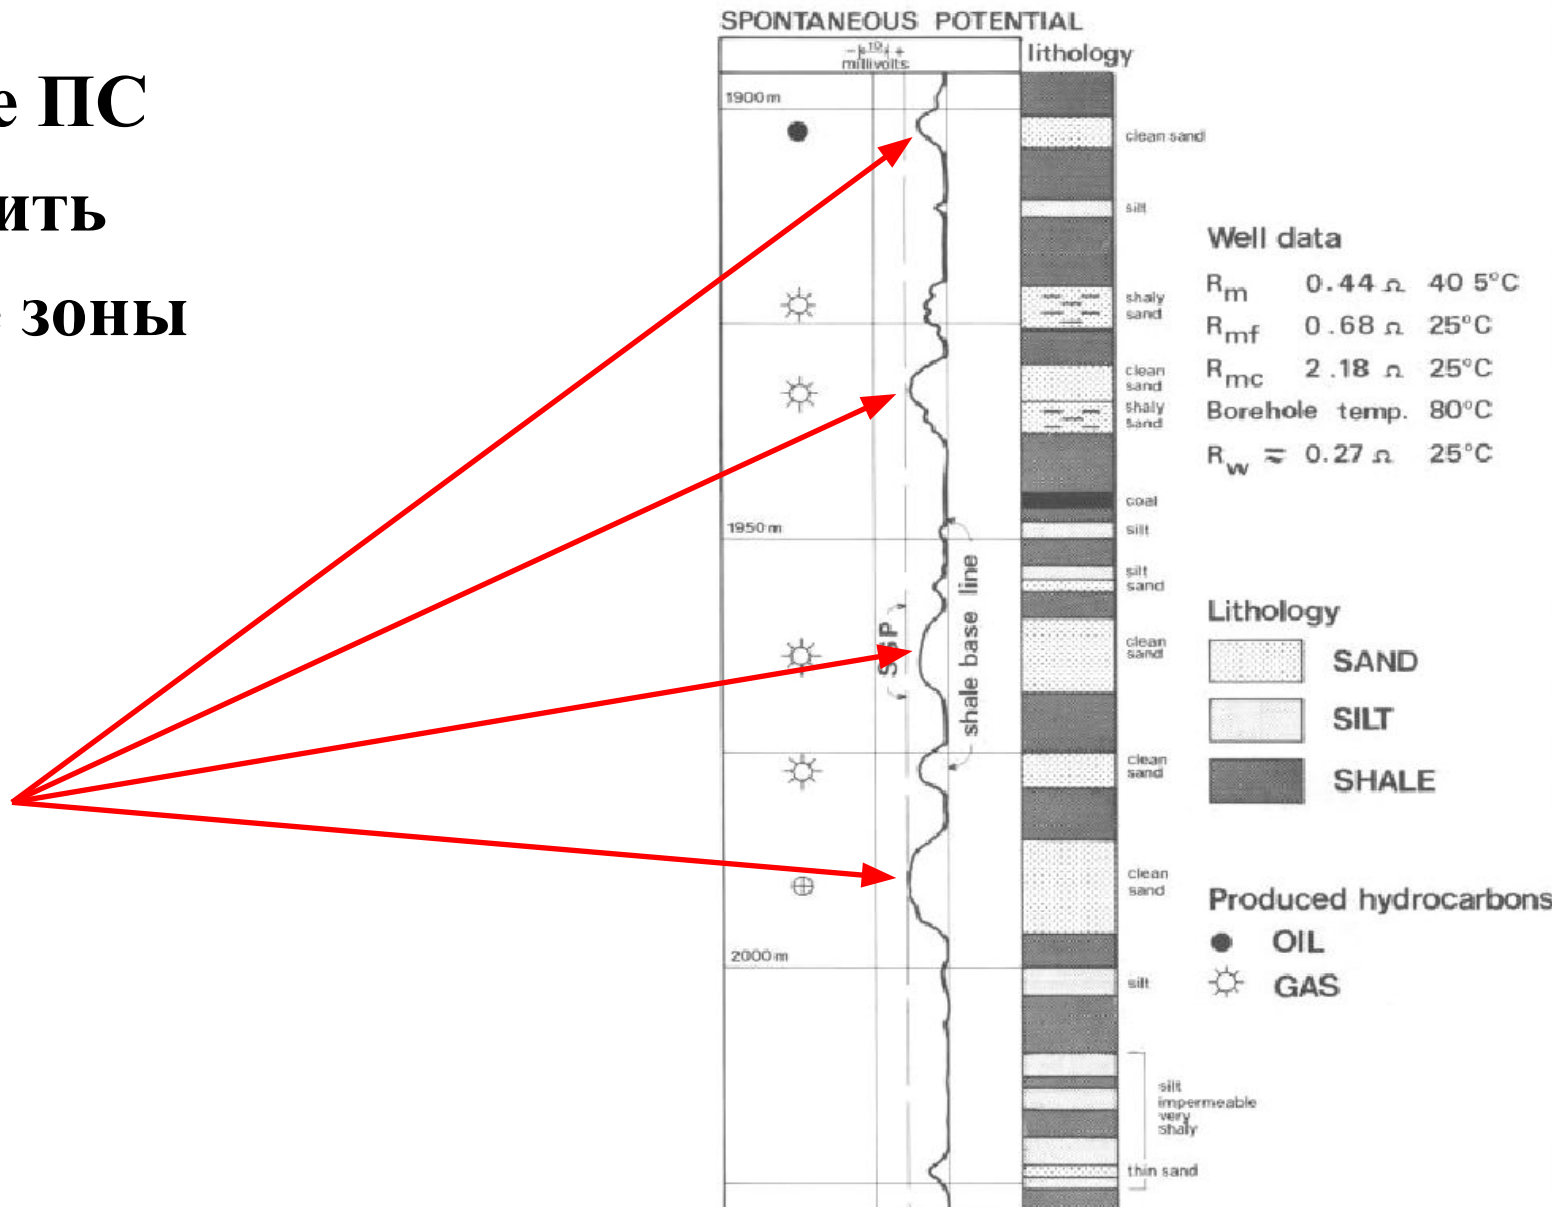 е ПС
ить
е зоны
SPONTANEOUS POTENTIAL
-|10|+
millivolts
lithology
1900 m
clean sand
silt
shaly
sand
clean
sand
shaly
sand
coal
1950 m
silt
silt
sand
SSP
shale base line
clean
sand
clean
sand
clean
sand
2000 m
silt
silt
impermeable
very
shaly
thin sand
Well data
Rm 0.44 Ω 40 5°C
Rmf 0.68 Ω 25°C
Rmc 2.18 Ω 25°C
Borehole temp. 80°C
Rw ≂ 0.27 Ω 25°C
Lithology
SAND
SILT
SHALE
Produced hydrocarbons
OIL
GAS